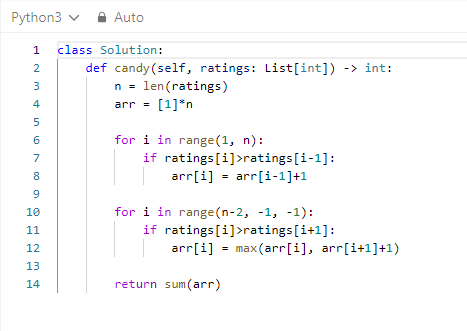 Python3 Auto
1 class Solution:
2     def candy(self, ratings: List[int]) -> int:
3         n = len(ratings)
4         arr = [1]*n
5
6         for i in range(1, n):
7             if ratings[i]>ratings[i-1]:
8                 arr[i] = arr[i-1]+1
9
10         for i in range(n-2, -1, -1):
11             if ratings[i]>ratings[i+1]:
12                 arr[i] = max(arr[i], arr[i+1]+1)
13
14         return sum(arr)